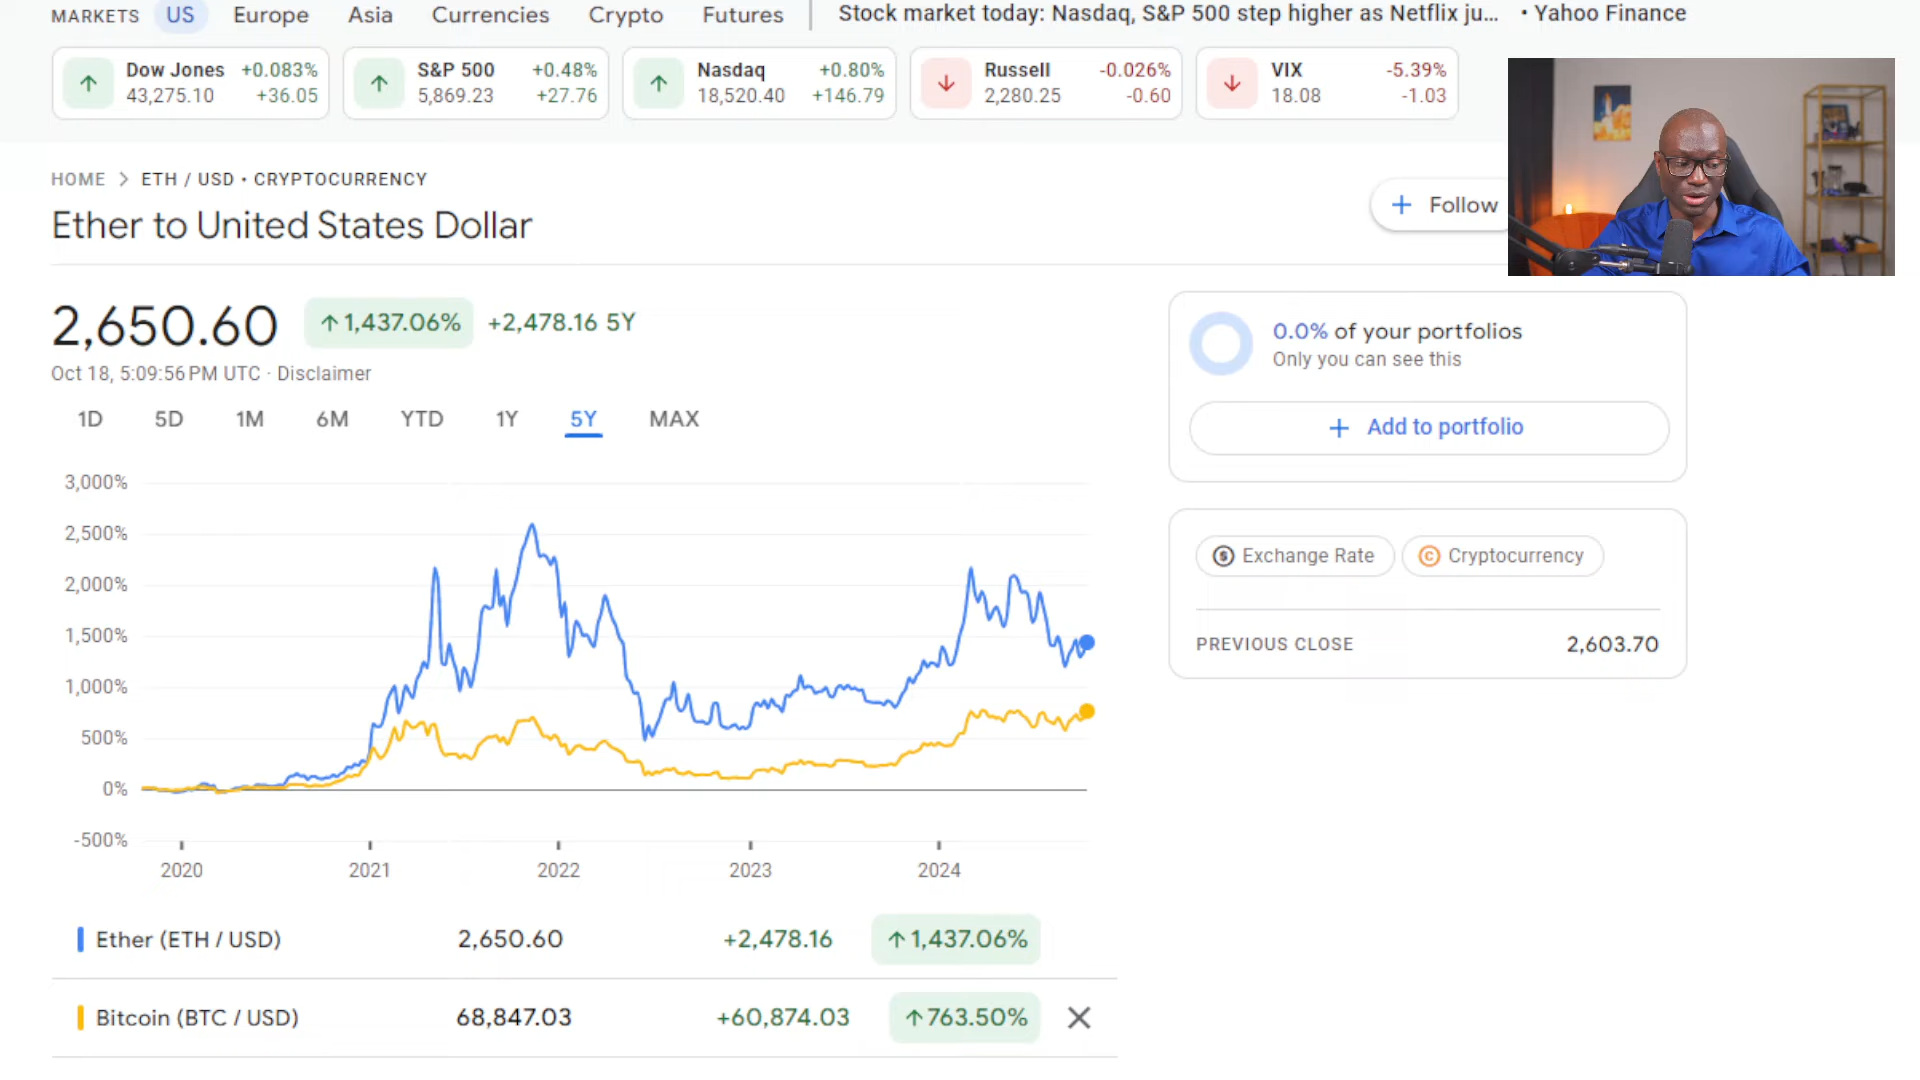 MARKETS US Europe Asia Currencies Crypto Futures Stock market today: Nasdaq, S&P 500 step higher as Netflix ju... • Yahoo Finance
Dow Jones +0.083%
43,275.10 +36.05
S&P 500 +0.48%
5,869.23 +27.76
Nasdaq +0.80%
18,520.40 +146.79
Russell -0.026%
2,280.25 -0.60
VIX -5.39%
18.08 -1.03
HOME > ETH / USD • CRYPTOCURRENCY
Ether to United States Dollar
+ Follow
2,650.60 ↑1,437.06% +2,478.16 5Y
Oct 18, 5:09:56 PM UTC · Disclaimer
1D 5D 1M 6M YTD 1Y 5Y MAX
3,000%
2,500%
2,000%
1,500%
1,000%
500%
0%
-500%
2020 2021 2022 2023 2024
Ether (ETH / USD) 2,650.60 +2,478.16 ↑1,437.06%
Bitcoin (BTC / USD) 68,847.03 +60,874.03 ↑763.50%
0.0% of your portfolios
Only you can see this
+ Add to portfolio
Exchange Rate Cryptocurrency
PREVIOUS CLOSE 2,603.70